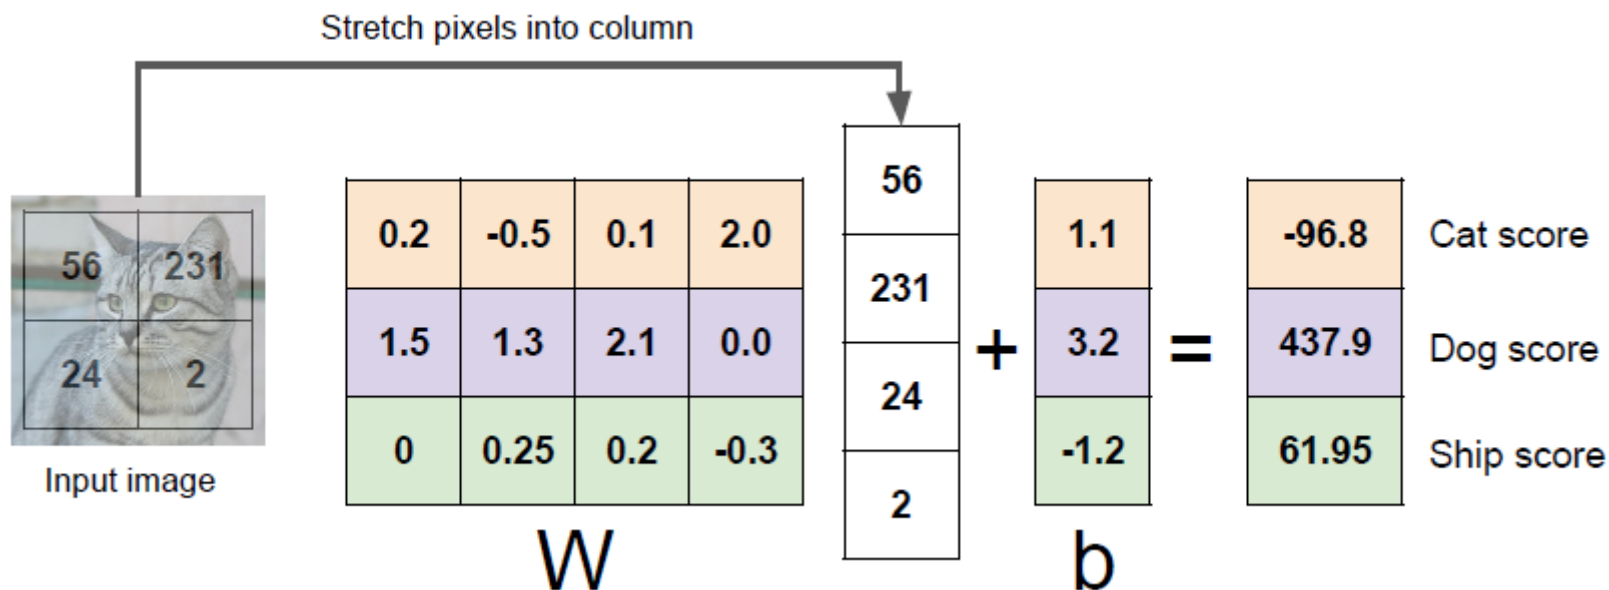 Stretch pixels into column
56 231
24 2
Input image
0.2 -0.5 0.1 2.0
1.5 1.3 2.1 0.0
0 0.25 0.2 -0.3
W
56
231
24
2
+
1.1
3.2
-1.2
b
=
-96.8 Cat score
437.9 Dog score
61.95 Ship score